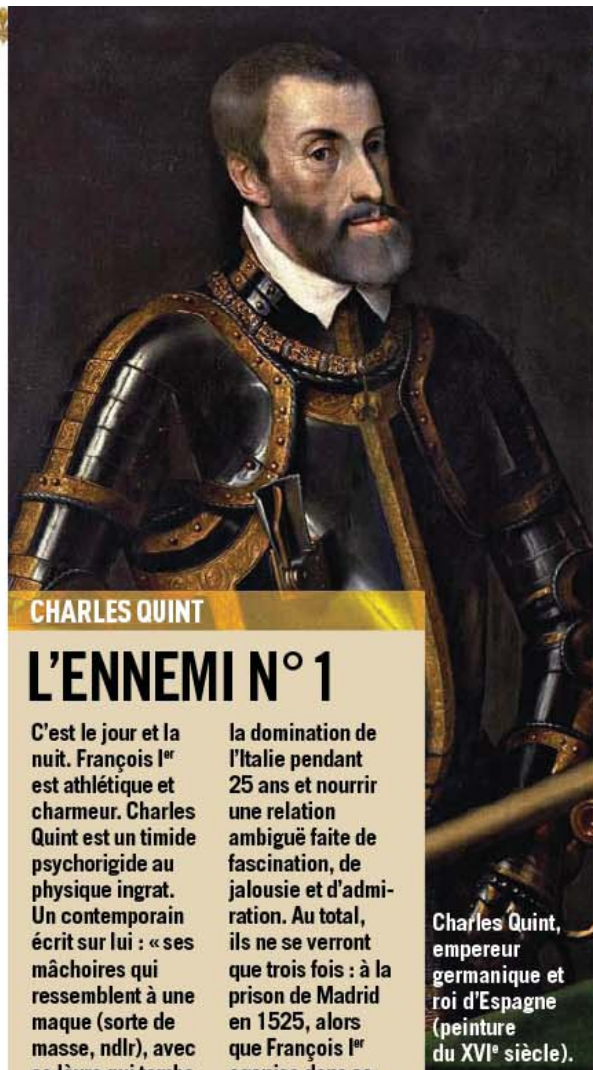 CHARLES QUINT
L'ENNEMI N° 1
C'est le jour et la
nuit. François Ier
est athlétique et
charmeur. Charles
Quint est un timide
psychorigide au
physique ingrat.
Un contemporain
écrit sur lui : « ses
mâchoires qui
ressemblent à une
maque (sorte de
masse, ndlr), avec
la domination de
l'Italie pendant
25 ans et nourrir
une relation
ambiguë faite de
fascination, de
jalousie et d'admi-
ration. Au total,
ils ne se verront
que trois fois : à la
prison de Madrid
en 1525, alors
que François Ier
Charles Quint,
empereur
germanique et
roi d'Espagne
(peinture
du XVIe siècle).